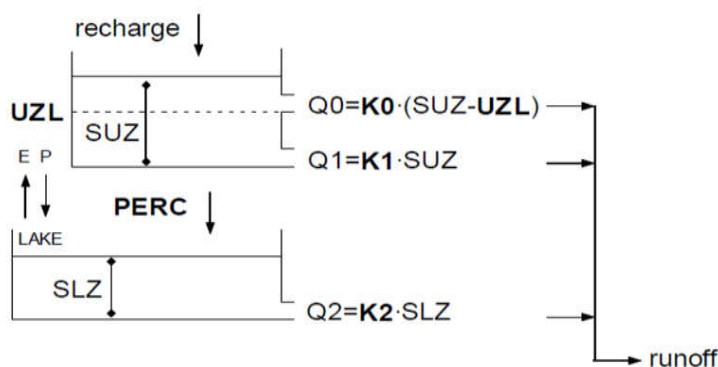 recharge
Q0=K0·(SUZ-UZL)
UZL
SUZ
Q1=K1·SUZ
E P
PERC
LAKE
SLZ
Q2=K2·SLZ
runoff